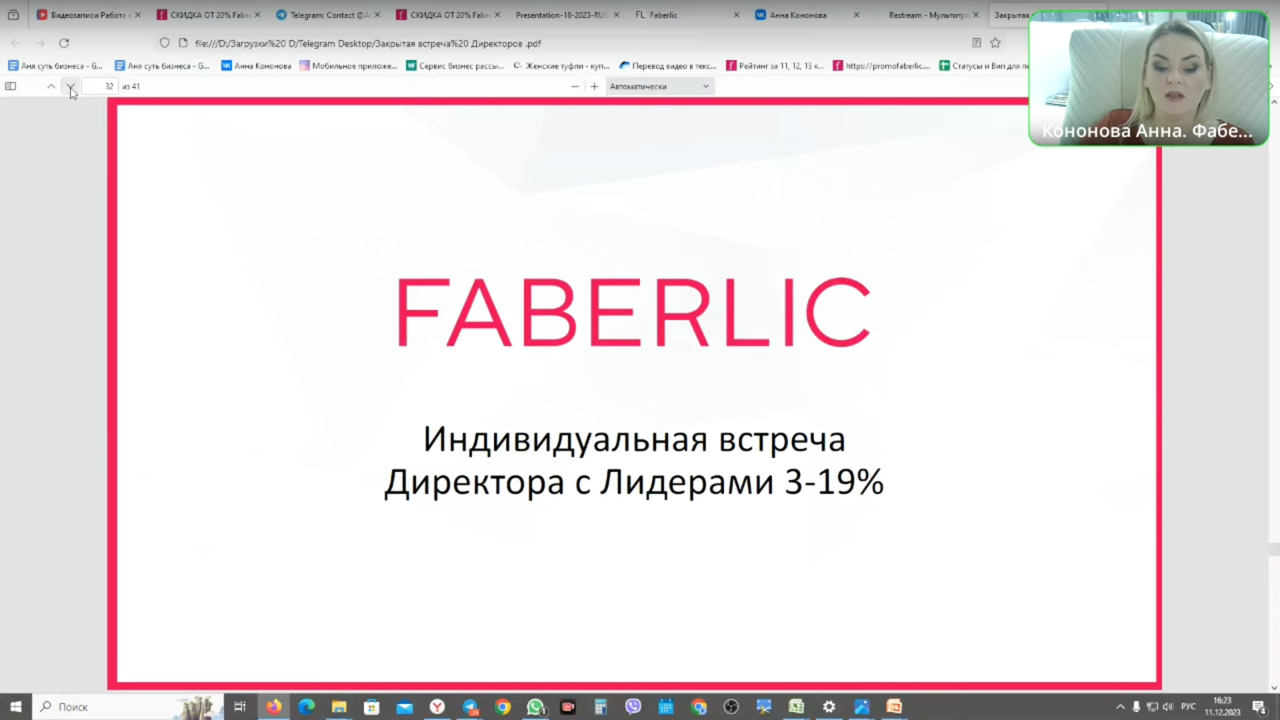 Видеозаписи Работа
СКИДКА ОТ 20% Fabe
Telegram: Contact @A
СКИДКА ОТ 20% Fabe
Presentation-18-2023-RUS
FL Faberlic
Анна Кононова
Restream - Мультитра
Закрытая
file:///D:/Загрузки%20 D/Telegram Desktop/Закрытая встреча%20 Директоров .pdf
Аня суть бизнеса - G...
Аня суть бизнеса - G...
Анна Кононова
Мобильное приложе...
Сервис бизнес рассы...
Женские туфли - куп...
Перевод видео в текс...
Рейтинг за 11, 12, 13 к...
https://promofaberlic....
Статусы и Вип для
32 из 41
Автоматически
Кононова Анна. Фабе...
FABERLIC
Индивидуальная встреча
Директора с Лидерами 3-19%
Поиск
РУС
16:23
11.12.2023